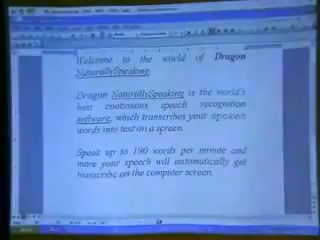 Welcome to the world of Dragon
NaturallySpeaking.
Dragon NaturallySpeaking is the world's
best continuous speech recognition
software, which transcribes your spoken
words into text on a screen.
Speak up to 190 words per minute and
more your speech will automatically get
transcribe on the computer screen.